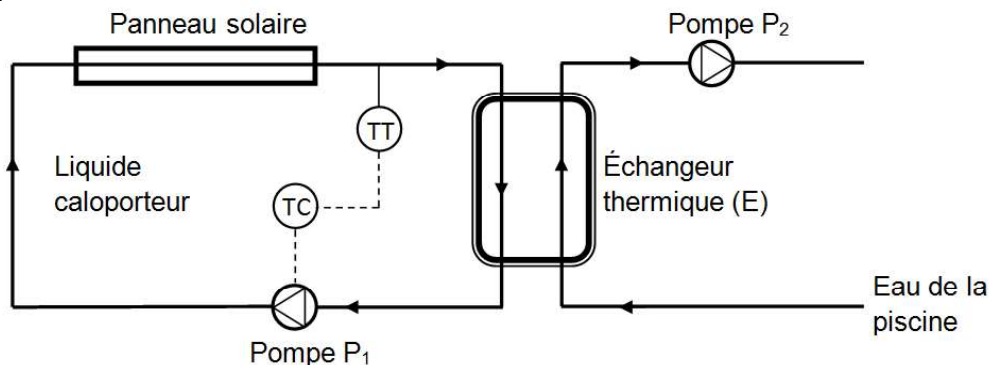 Panneau solaire
Pompe P₂
TT
Liquide
caloporteur
TC
Échangeur
thermique (E)
Eau de la
piscine
Pompe P₁